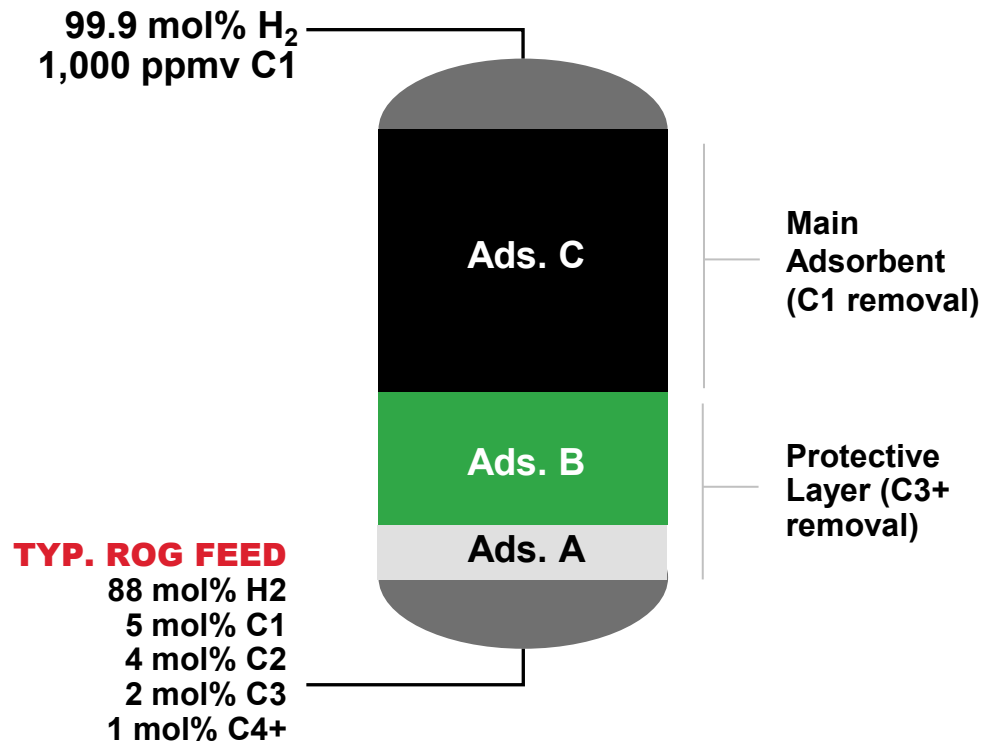 99.9 mol% H₂
1,000 ppmv C1
Ads. C
Main
Adsorbent
(C1 removal)
Ads. B
Protective
Layer (C3+
removal)
Ads. A
TYP. ROG FEED
88 mol% H2
5 mol% C1
4 mol% C2
2 mol% C3
1 mol% C4+